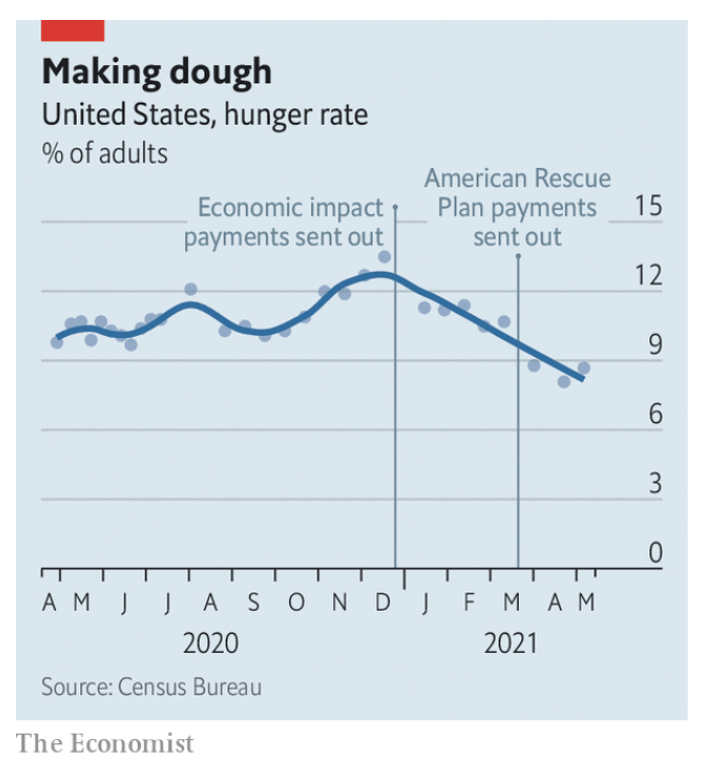 Making dough
United States, hunger rate
% of adults
American Rescue
Plan payments
sent out
Economic impact
payments sent out
15
12
9
6
3
0
A M J J A S O N D J F M A M
2020 2021
Source: Census Bureau
The Economist